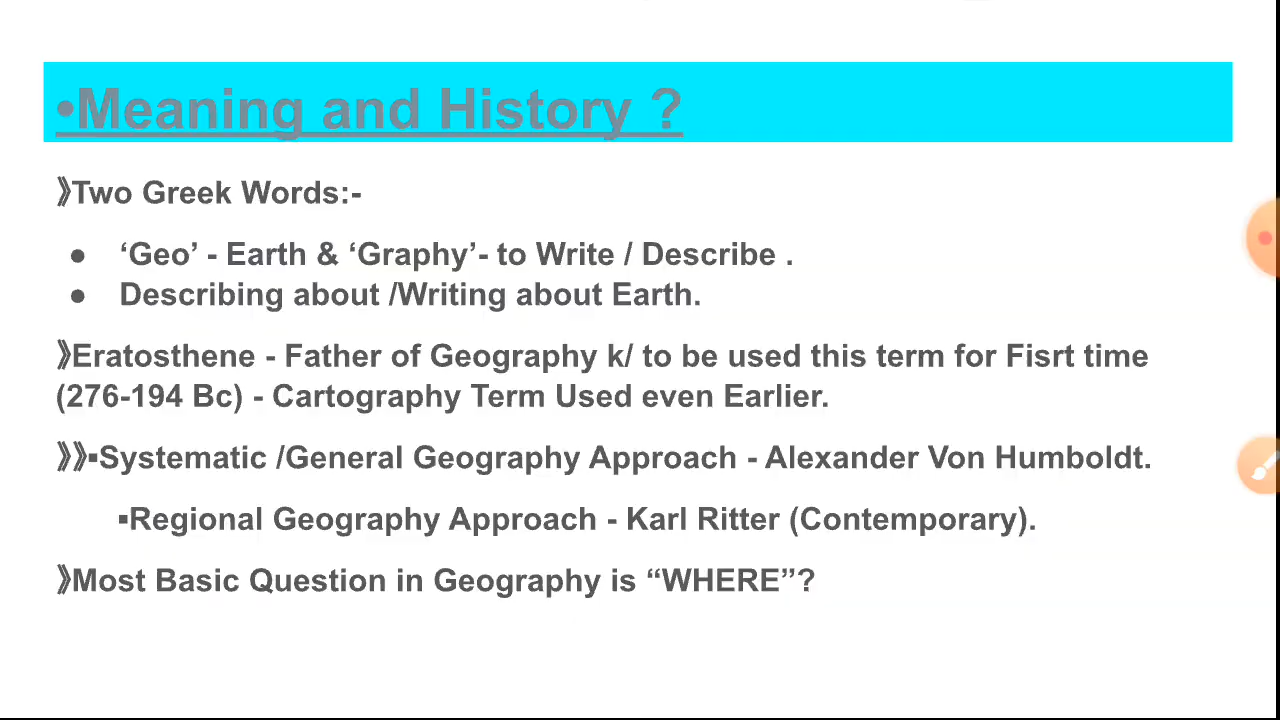 •Meaning and History ?
》Two Greek Words:-
● ‘Geo’ - Earth & ‘Graphy’- to Write / Describe .
● Describing about /Writing about Earth.
》Eratosthene - Father of Geography k/ to be used this term for Fisrt time
(276-194 Bc) - Cartography Term Used even Earlier.
》》▪Systematic /General Geography Approach - Alexander Von Humboldt.
▪Regional Geography Approach - Karl Ritter (Contemporary).
》Most Basic Question in Geography is “WHERE”?